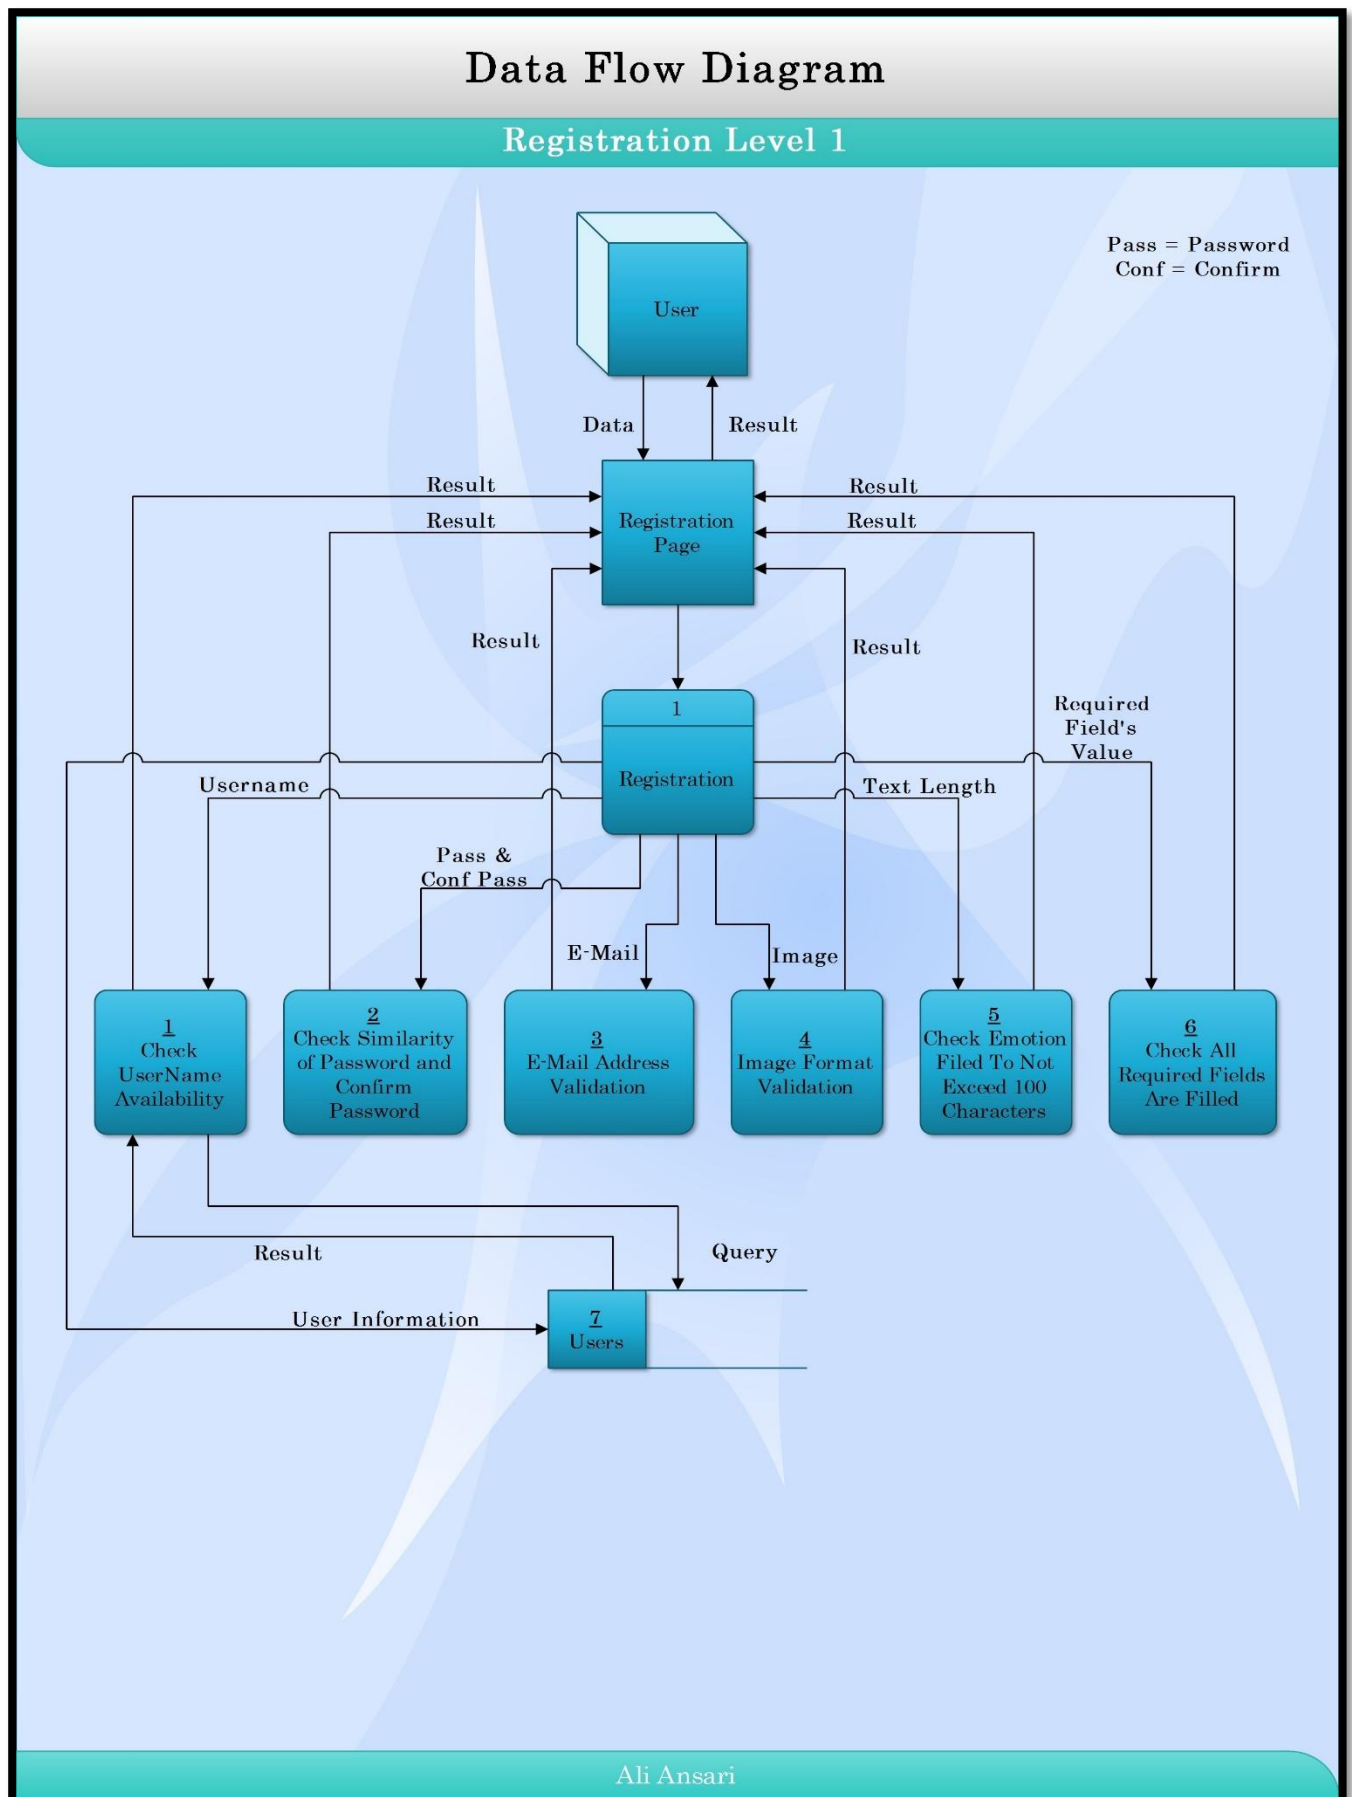 Data Flow Diagram
Registration Level 1
Pass = Password
Conf = Confirm
User
Data
Result
Result
Result
Result
Result
Registration
Page
Result
Result
1
Registration
Required
Field's
Value
Username
Text Length
Pass &
Conf Pass
E-Mail
Image
1
Check
UserName
Availability
2
Check Similarity
of Password and
Confirm
Password
3
E-Mail Address
Validation
4
Image Format
Validation
5
Check Emotion
Filed To Not
Exceed 100
Characters
6
Check All
Required Fields
Are Filled
Result
Query
User Information
7
Users
Ali Ansari